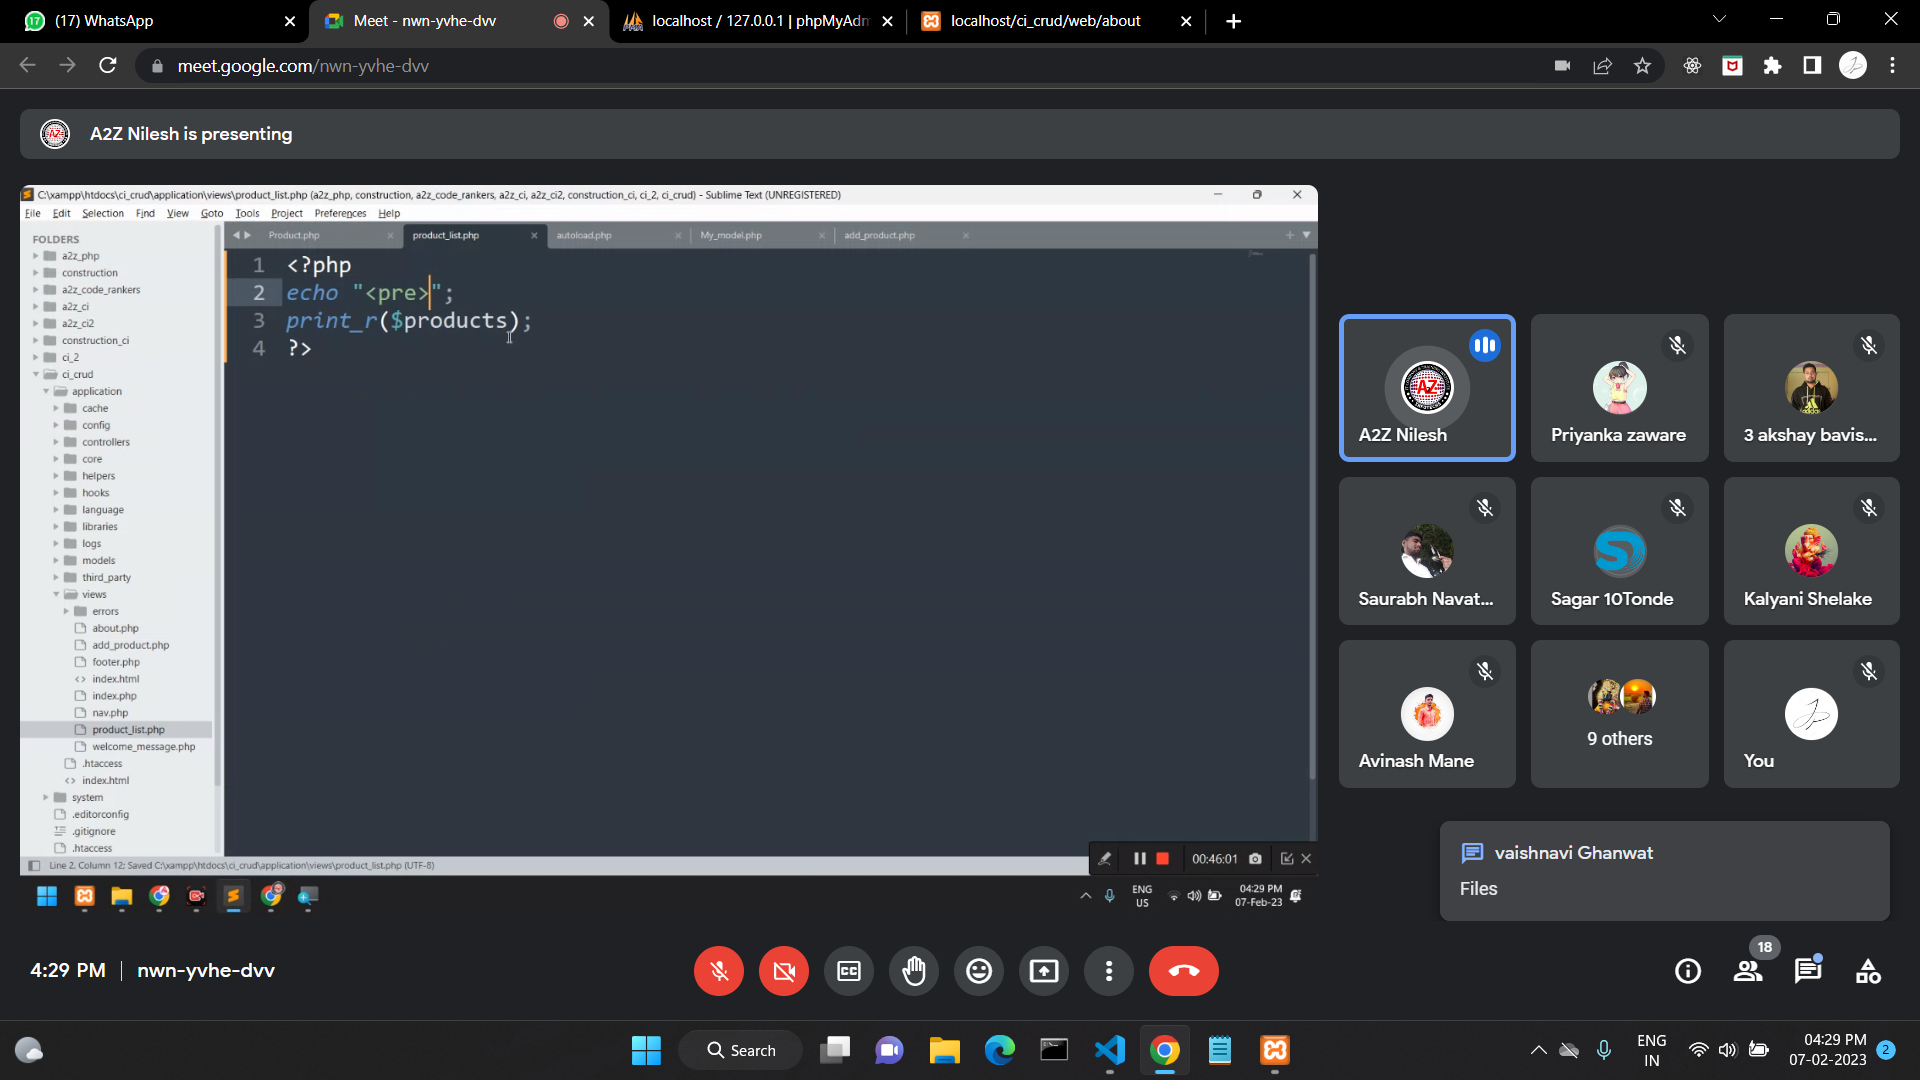 (17) WhatsApp
Meet - nwn-yvhe-dvv
localhost / 127.0.0.1 | phpMyAdm
localhost/ci_crud/web/about
meet.google.com/nwn-yvhe-dvv
A2Z Nilesh is presenting
C:\xampp\htdocs\ci_crud\application\views\product_list.php (a2z_php, construction, a2z_code_rankers, a2z_ci, a2z_ci2, construction_ci, ci_2, ci_crud) - Sublime Text (UNREGISTERED)
File Edit Selection Find View Goto Tools Project Preferences Help
FOLDERS
a2z_php
construction
a2z_code_rankers
a2z_ci
a2z_ci2
construction_ci
ci_2
ci_crud
application
cache
config
controllers
core
helpers
hooks
language
libraries
logs
models
third_party
views
errors
about.php
add_product.php
footer.php
index.html
index.php
nav.php
product_list.php
welcome_message.php
.htaccess
index.html
system
.editorconfig
.gitignore
.htaccess
Product.php
product_list.php
autoload.php
My_model.php
add_product.php
1 <?php
2 echo "<pre>";
3 print_r($products);
4 ?>
Line 2, Column 12; Saved C:\xampp\htdocs\ci_crud\application\views\product_list.php (UTF-8)
00:46:01
ENG
US
04:29 PM
07-Feb-23
AZ
A2Z Nilesh
Priyanka zaware
3 akshay bavis...
Saurabh Navat...
Sagar 10Tonde
Kalyani Shelake
Avinash Mane
9 others
You
vaishnavi Ghanwat
Files
4:29 PM | nwn-yvhe-dvv
18
Search
ENG
IN
04:29 PM
07-02-2023
2